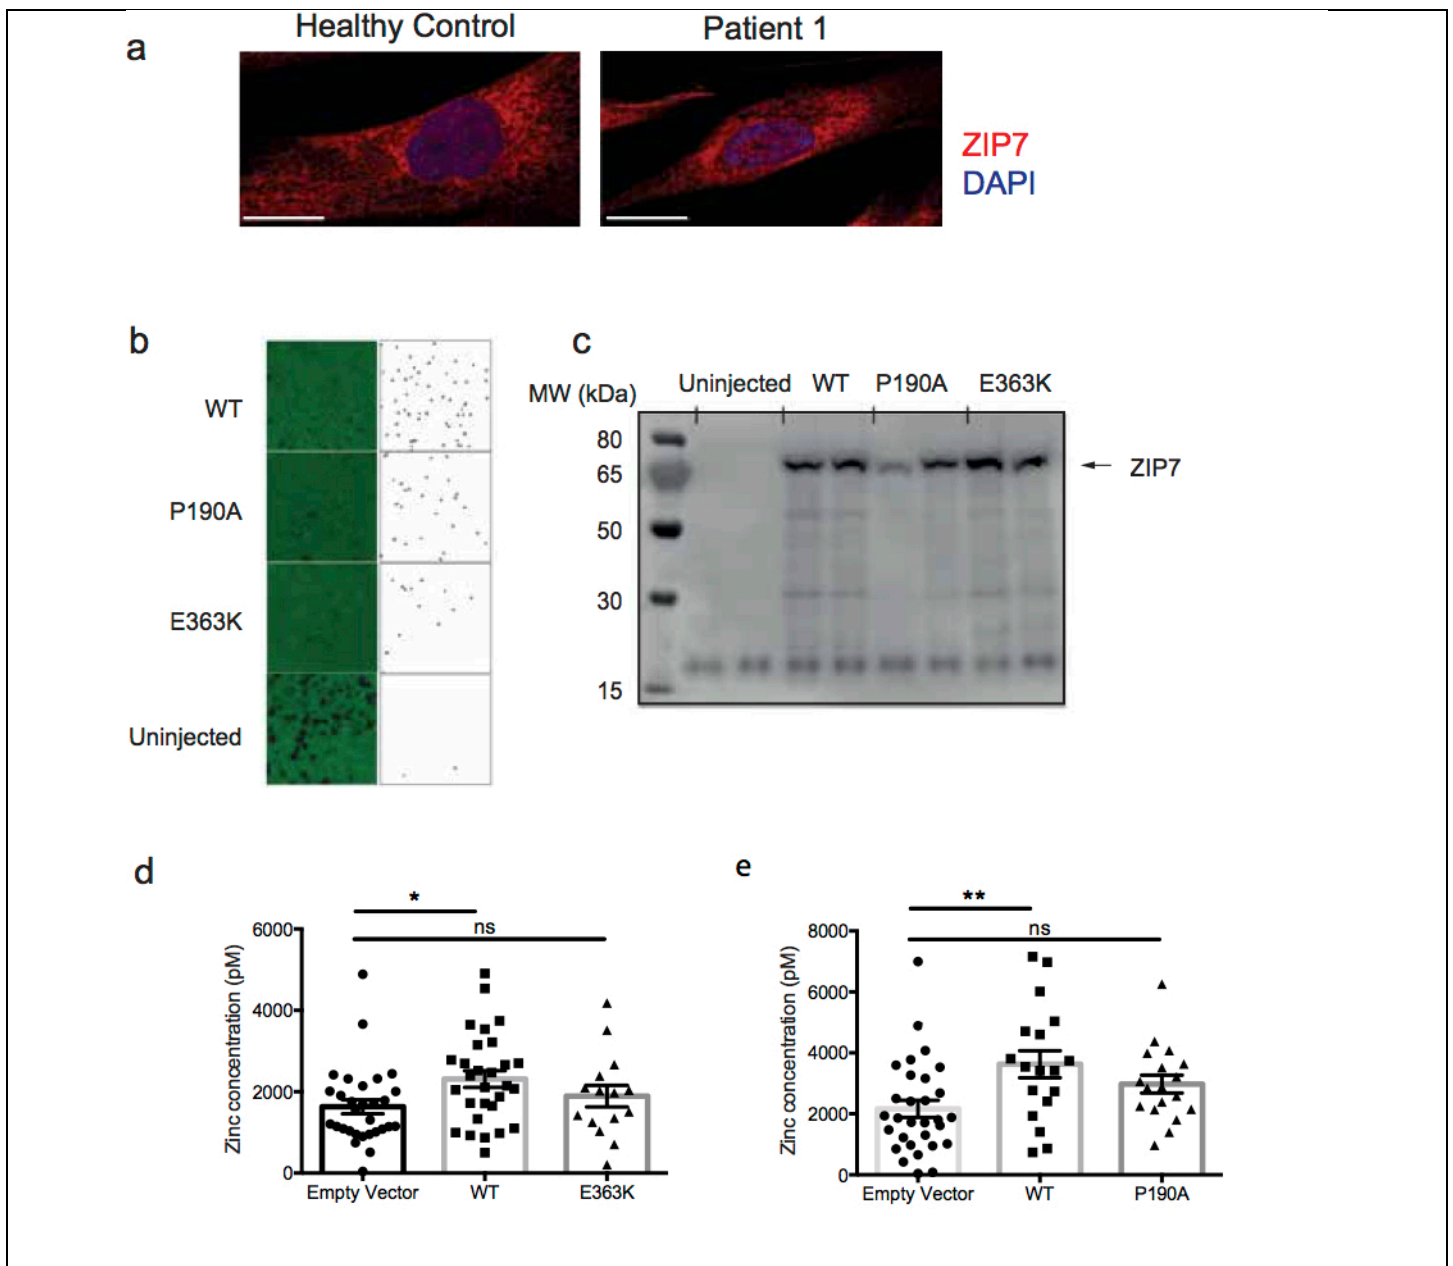 a
Healthy Control
Patient 1
ZIP7
DAPI
b
WT
P190A
E363K
Uninjected
c
MW (kDa)
Uninjected WT P190A E363K
80
65
50
30
15
ZIP7
d
*
ns
Zinc concentration (pM)
6000
4000
2000
0
Empty Vector WT E363K
e
**
ns
Zinc concentration (pM)
8000
6000
4000
2000
0
Empty Vector WT P190A